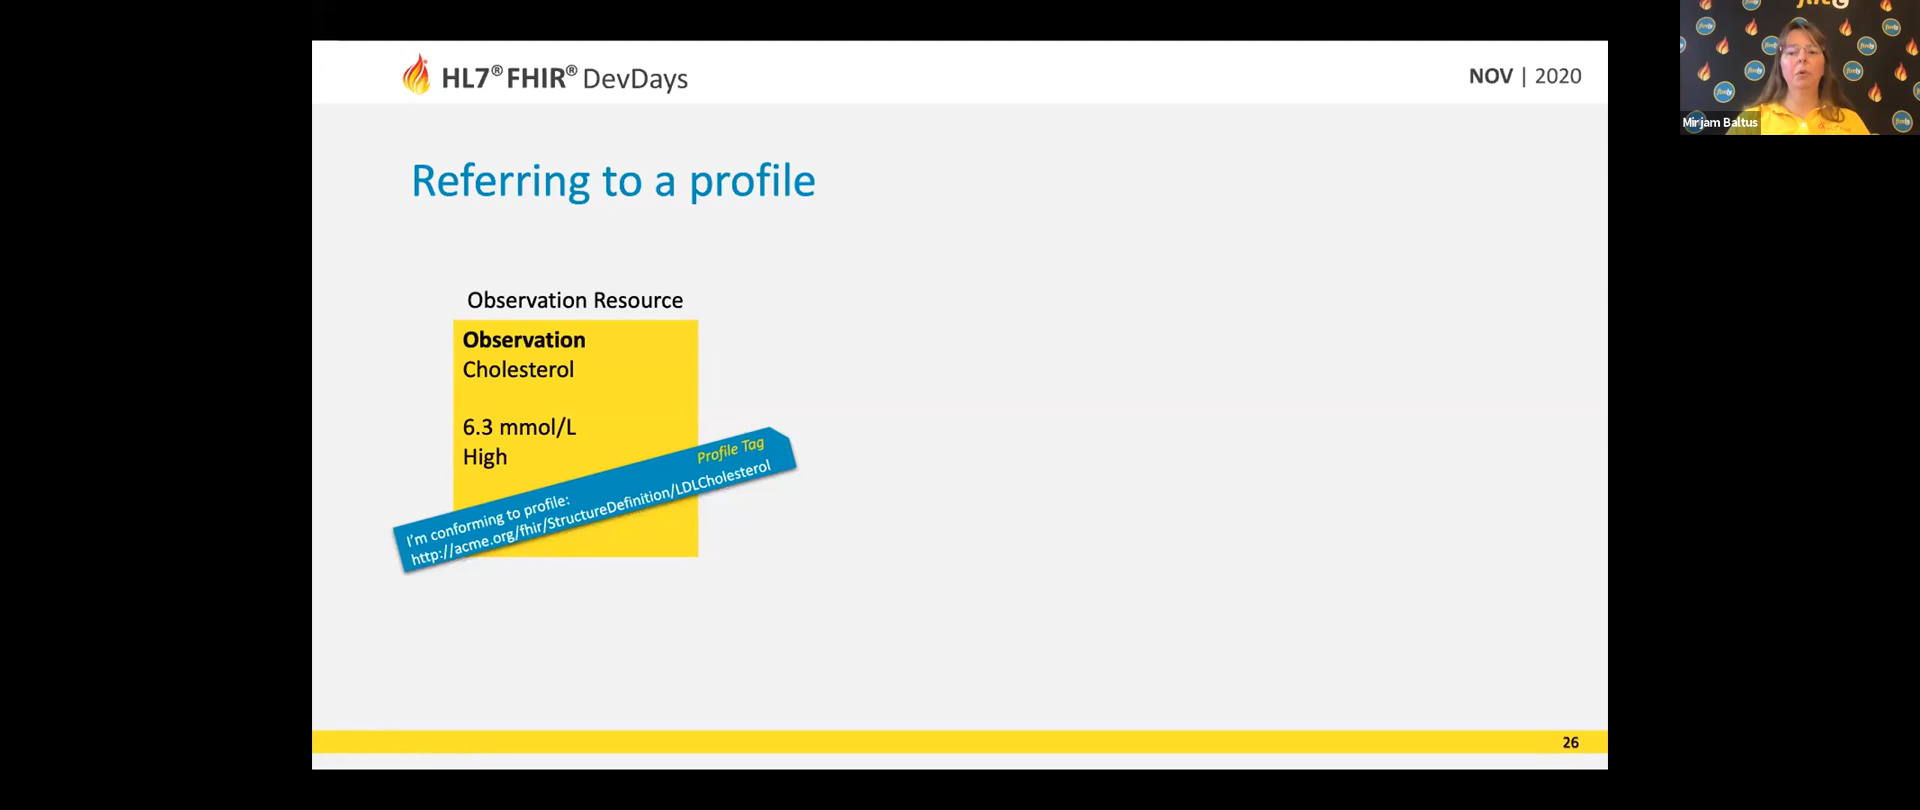 HL7® FHIR® DevDays
NOV | 2020
Mirjam Baltus
Referring to a profile
Observation Resource
Observation
Cholesterol
6.3 mmol/L
High
Profile Tag
I'm conforming to profile:
http://acme.org/fhir/StructureDefinition/LDLCholesterol
26